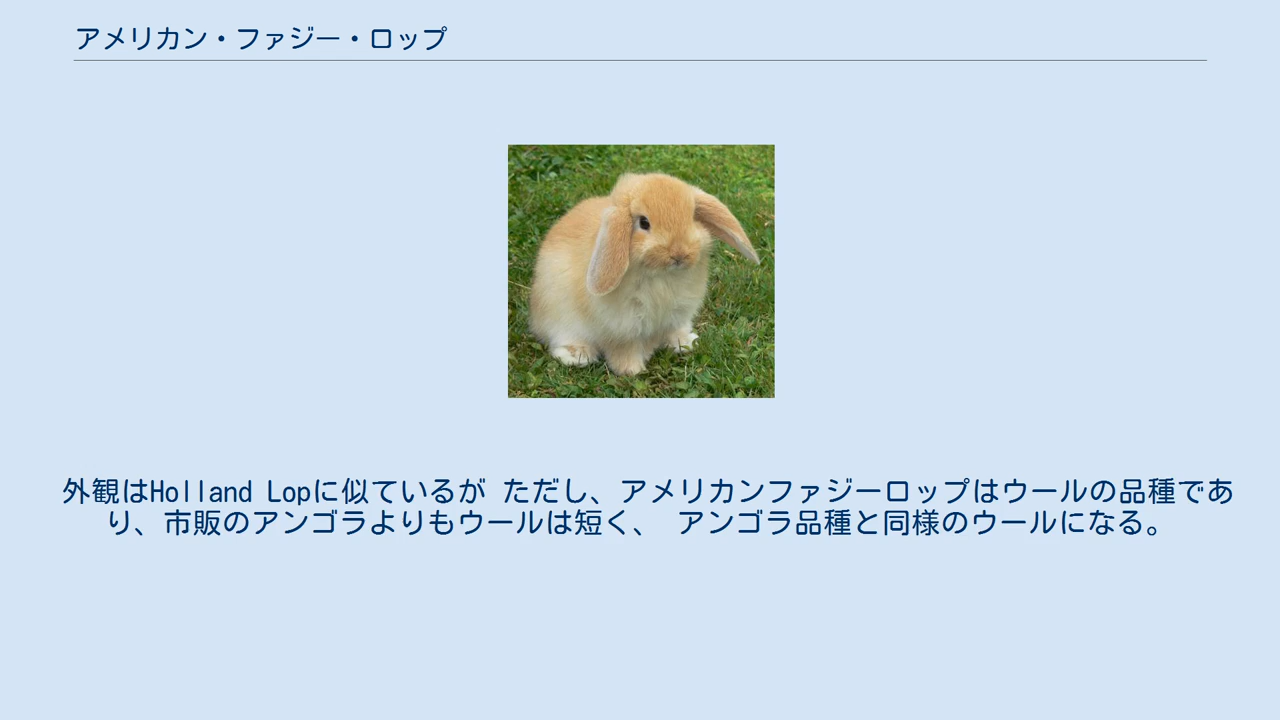 アメリカン・ファジー・ロップ
外観はHolland Lopに似ているが ただし、アメリカンファジーロップはウールの品種であ
り、市販のアンゴラよりもウールは短く、 アンゴラ品種と同様のウールになる。